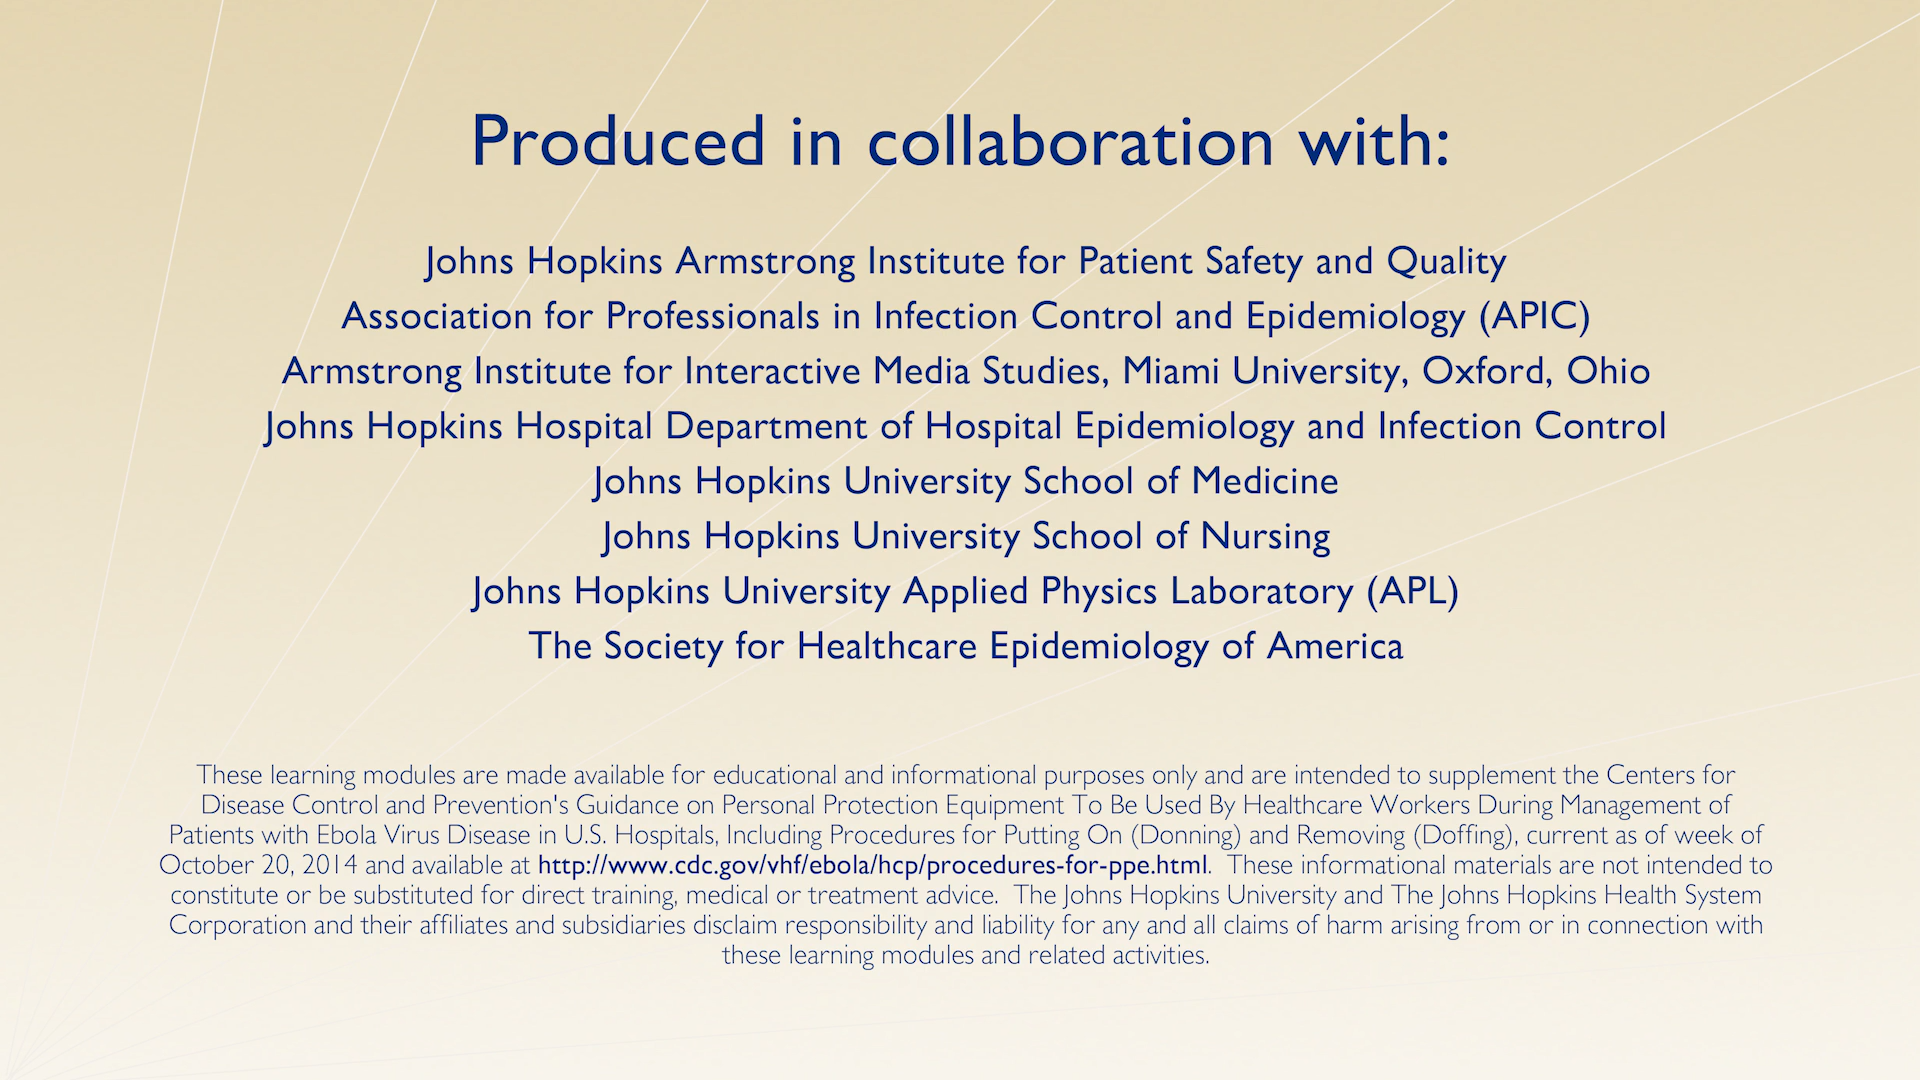 Produced in collaboration with:
Johns Hopkins Armstrong Institute for Patient Safety and Quality
Association for Professionals in Infection Control and Epidemiology (APIC)
Armstrong Institute for Interactive Media Studies, Miami University, Oxford, Ohio
Johns Hopkins Hospital Department of Hospital Epidemiology and Infection Control
Johns Hopkins University School of Medicine
Johns Hopkins University School of Nursing
Johns Hopkins University Applied Physics Laboratory (APL)
The Society for Healthcare Epidemiology of America
These learning modules are made available for educational and informational purposes only and are intended to supplement the Centers for
Disease Control and Prevention's Guidance on Personal Protection Equipment To Be Used By Healthcare Workers During Management of
Patients with Ebola Virus Disease in U.S. Hospitals, Including Procedures for Putting On (Donning) and Removing (Doffing), current as of week of
October 20, 2014 and available at http://www.cdc.gov/vhf/ebola/hcp/procedures-for-ppe.html.  These informational materials are not intended to
constitute or be substituted for direct training, medical or treatment advice.  The Johns Hopkins University and The Johns Hopkins Health System
Corporation and their affiliates and subsidiaries disclaim responsibility and liability for any and all claims of harm arising from or in connection with
these learning modules and related activities.